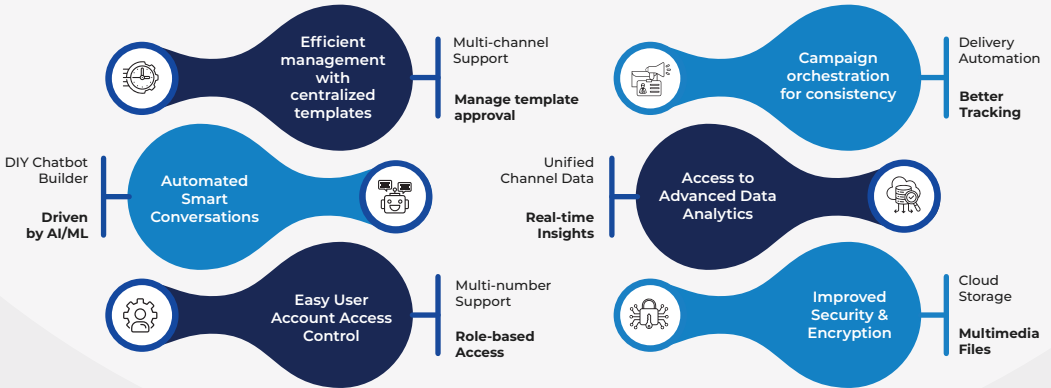 Efficient
management
with
centralized
templates
Multi-channel
Support
Manage template
approval
Campaign
orchestration
for consistency
Delivery
Automation
Better
Tracking
DIY Chatbot
Builder
Driven
by AI/ML
Automated
Smart
Conversations
Unified
Channel Data
Real-time
Insights
Access to
Advanced Data
Analytics
Easy User
Account Access
Control
Multi-number
Support
Role-based
Access
Improved
Security &
Encryption
Cloud
Storage
Multimedia
Files